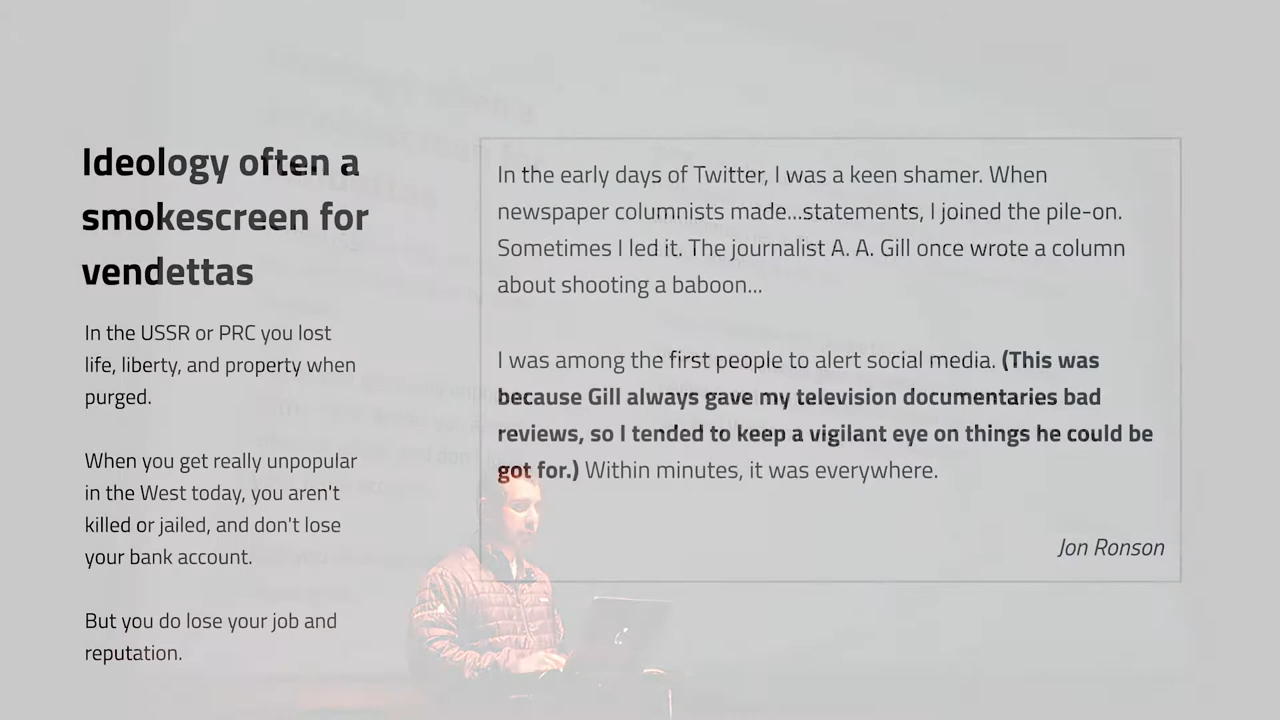 Ideology often a
smokescreen for
vendettas
In the USSR or PRC you lost
life, liberty, and property when
purged.
When you get really unpopular
in the West today, you aren't
killed or jailed, and don't lose
your bank account.
But you do lose your job and
reputation.
In the early days of Twitter, I was a keen shamer. When
newspaper columnists made...statements, I joined the pile-on.
Sometimes I led it. The journalist A. A. Gill once wrote a column
about shooting a baboon...
I was among the first people to alert social media. (This was
because Gill always gave my television documentaries bad
reviews, so I tended to keep a vigilant eye on things he could be
got for.) Within minutes, it was everywhere.
Jon Ronson